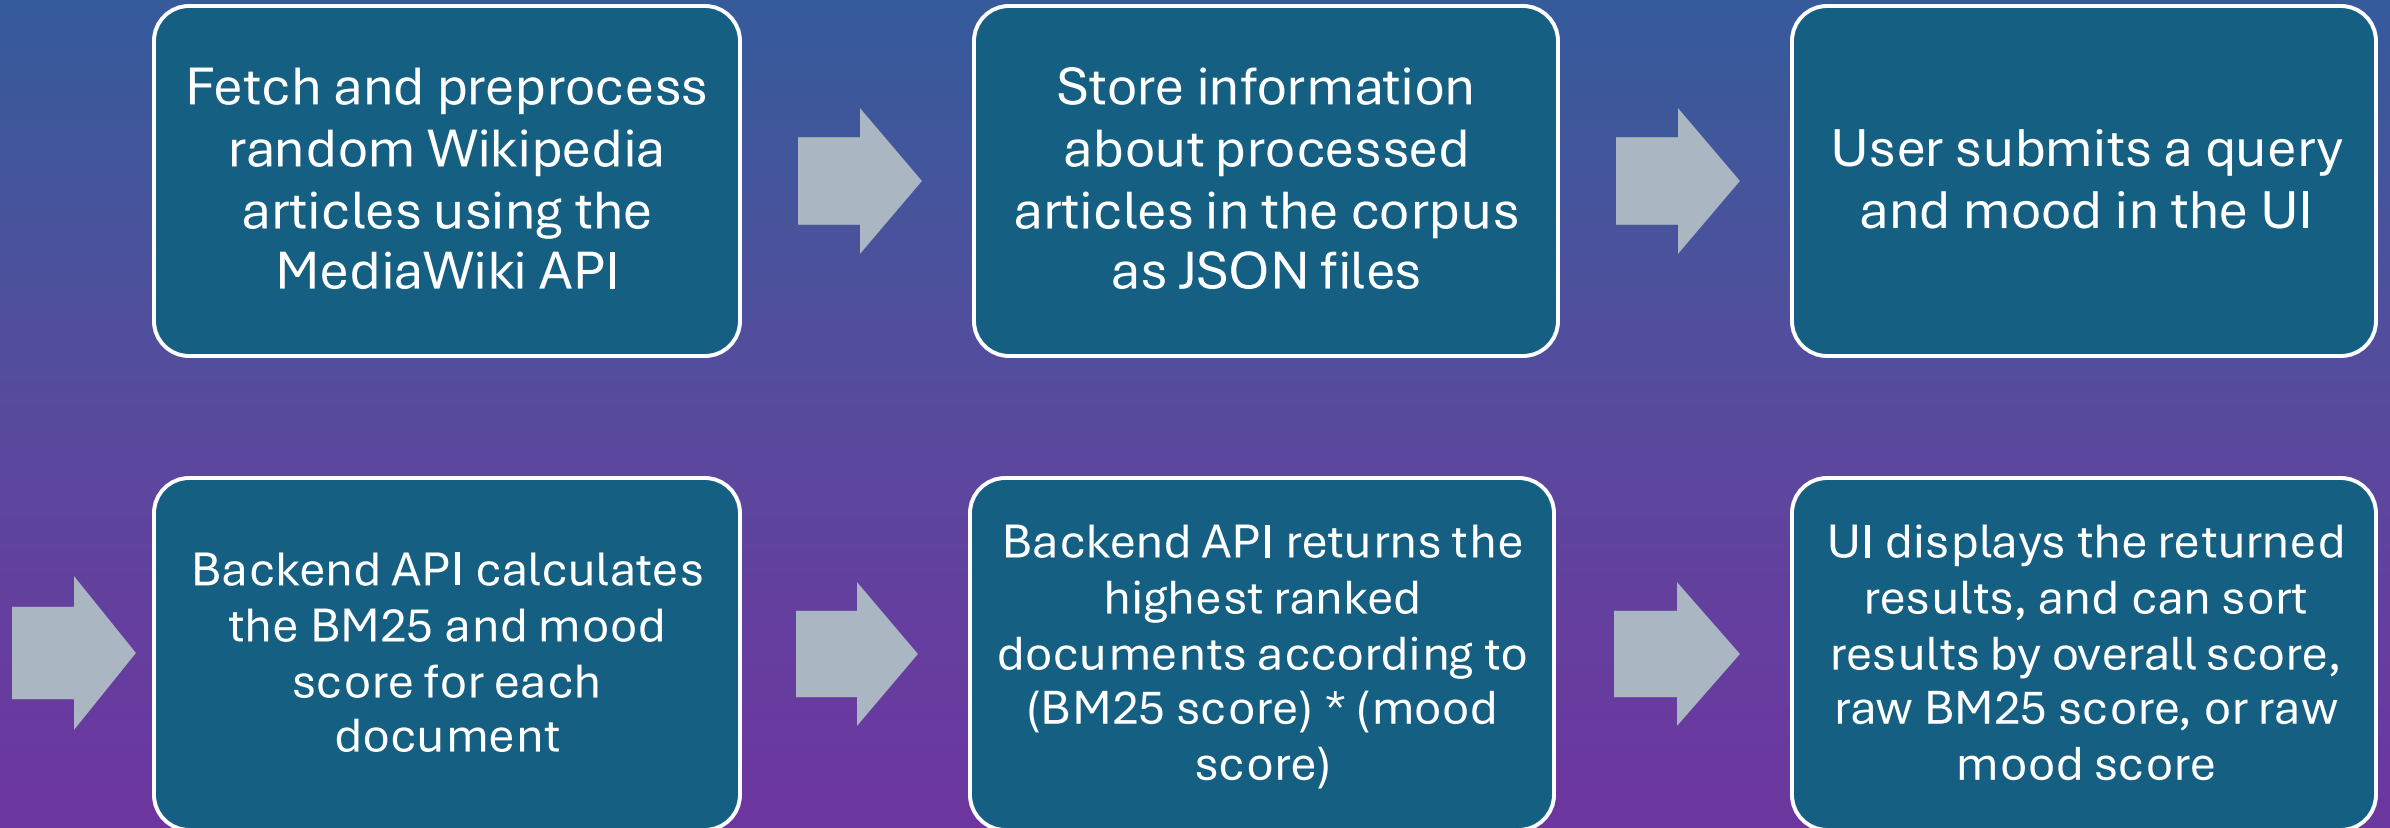 Fetch and preprocess
random Wikipedia
articles using the
MediaWiki API
Store information
about processed
articles in the corpus
as JSON files
User submits a query
and mood in the UI
Backend API calculates
the BM25 and mood
score for each
document
Backend API returns the
highest ranked
documents according to
(BM25 score) * (mood
score)
UI displays the returned
results, and can sort
results by overall score,
raw BM25 score, or raw
mood score